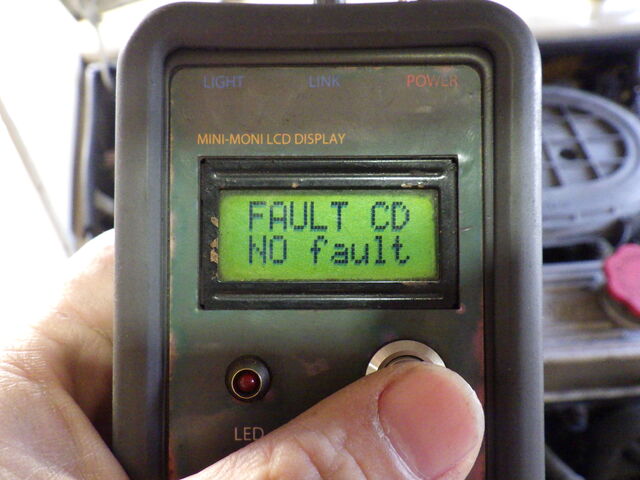 LIGHT LINK POWER
MINI-MONI LCD DISPLAY
FAULT CD
NO fault
LED